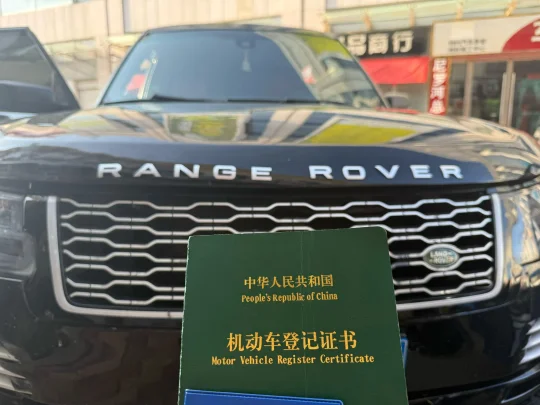 品商行
RANGE ROVER
LAND
ROVER
中华人民共和国
People's Republic of China
机动车登记证书
Motor Vehicle Register Certificate